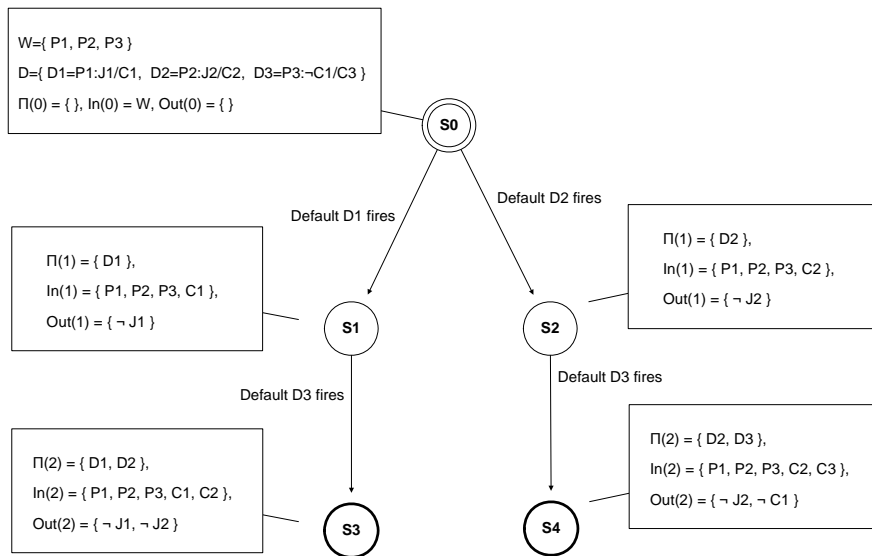 W={ P1, P2, P3 }
D={ D1=P1:J1/C1, D2=P2:J2/C2, D3=P3:¬C1/C3 }
Π(0) = { }, In(0) = W, Out(0) = { }
S0
Default D1 fires
Default D2 fires
Π(1) = { D1 },
In(1) = { P1, P2, P3, C1 },
Out(1) = { ¬ J1 }
S1
Π(1) = { D2 },
In(1) = { P1, P2, P3, C2 },
Out(1) = { ¬ J2 }
S2
Default D3 fires
Default D3 fires
Π(2) = { D1, D2 },
In(2) = { P1, P2, P3, C1, C2 },
Out(2) = { ¬ J1, ¬ J2 }
S3
Π(2) = { D2, D3 },
In(2) = { P1, P2, P3, C2, C3 },
Out(2) = { ¬ J2, ¬ C1 }
S4